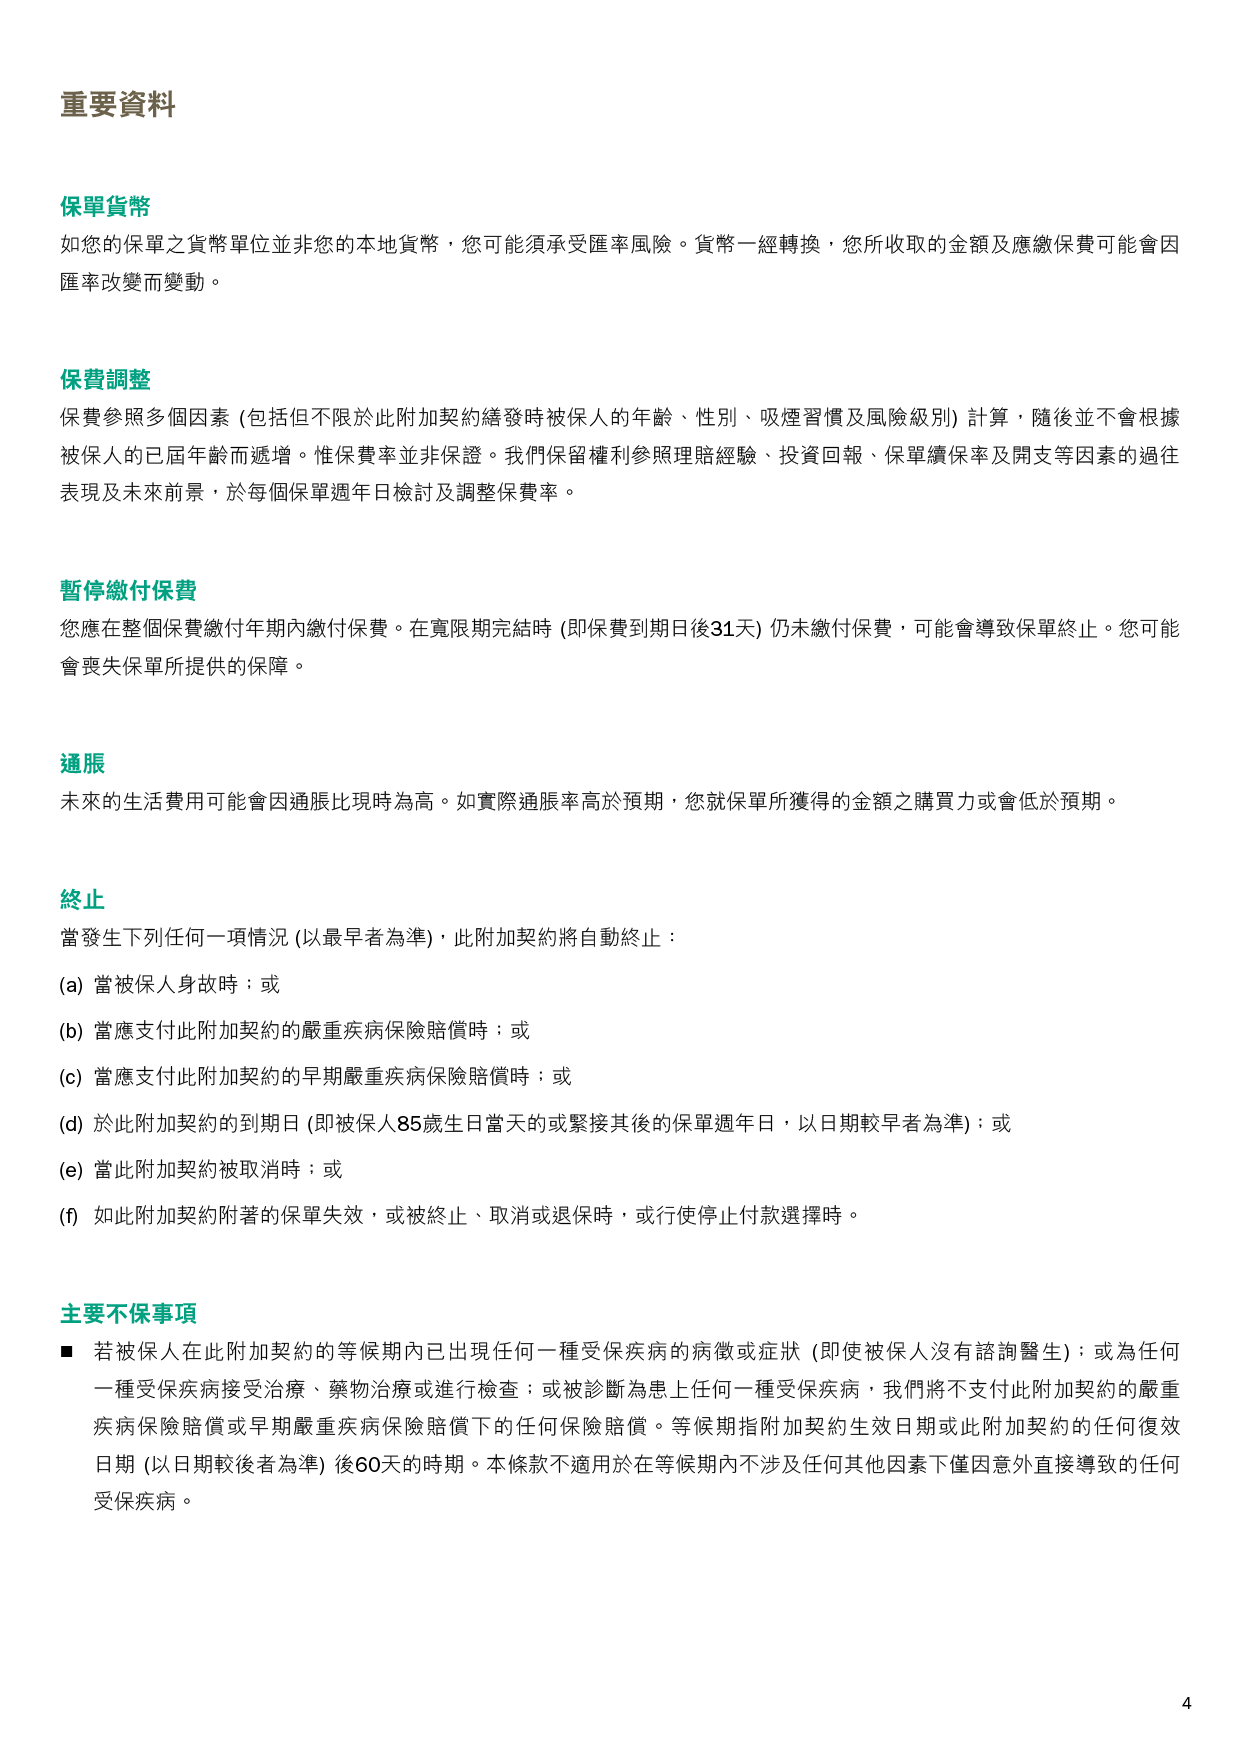 重要資料
保單貨幣
如您的保單之貨幣單位並非您的本地貨幣，您可能須承受匯率風險。貨幣一經轉換，您所收取的金額及應繳保費可能會因
匯率改變而變動。
保費調整
保費參照多個因素 (包括但不限於此附加契約繕發時被保人的年齡、性別、吸煙習慣及風險級別) 計算，隨後並不會根據
被保人的已屆年齡而遞增。惟保費率並非保證。我們保留權利參照理賠經驗、投資回報、保單續保率及開支等因素的過往
表現及未來前景，於每個保單週年日檢討及調整保費率。
暫停繳付保費
您應在整個保費繳付年期內繳付保費。在寬限期完結時 (即保費到期日後31天) 仍未繳付保費，可能會導致保單終止。您可能
會喪失保單所提供的保障。
通脹
未來的生活費用可能會因通脹比現時為高。如實際通脹率高於預期，您就保單所獲得的金額之購買力或會低於預期。
終止
當發生下列任何一項情況 (以最早者為準)，此附加契約將自動終止：
(a) 當被保人身故時；或
(b) 當應支付此附加契約的嚴重疾病保險賠償時；或
(c) 當應支付此附加契約的早期嚴重疾病保險賠償時；或
(d) 於此附加契約的到期日 (即被保人85歲生日當天的或緊接其後的保單週年日，以日期較早者為準)；或
(e) 當此附加契約被取消時；或
(f) 如此附加契約附著的保單失效，或被終止、取消或退保時，或行使停止付款選擇時。
主要不保事項
■ 若被保人在此附加契約的等候期內已出現任何一種受保疾病的病徵或症狀 (即使被保人沒有諮詢醫生)；或為任何
一種受保疾病接受治療、藥物治療或進行檢查；或被診斷為患上任何一種受保疾病，我們將不支付此附加契約的嚴重
疾病保險賠償或早期嚴重疾病保險賠償下的任何保險賠償。等候期指附加契約生效日期或此附加契約的任何復效
日期 (以日期較後者為準) 後60天的時期。本條款不適用於在等候期內不涉及任何其他因素下僅因意外直接導致的任何
受保疾病。
4